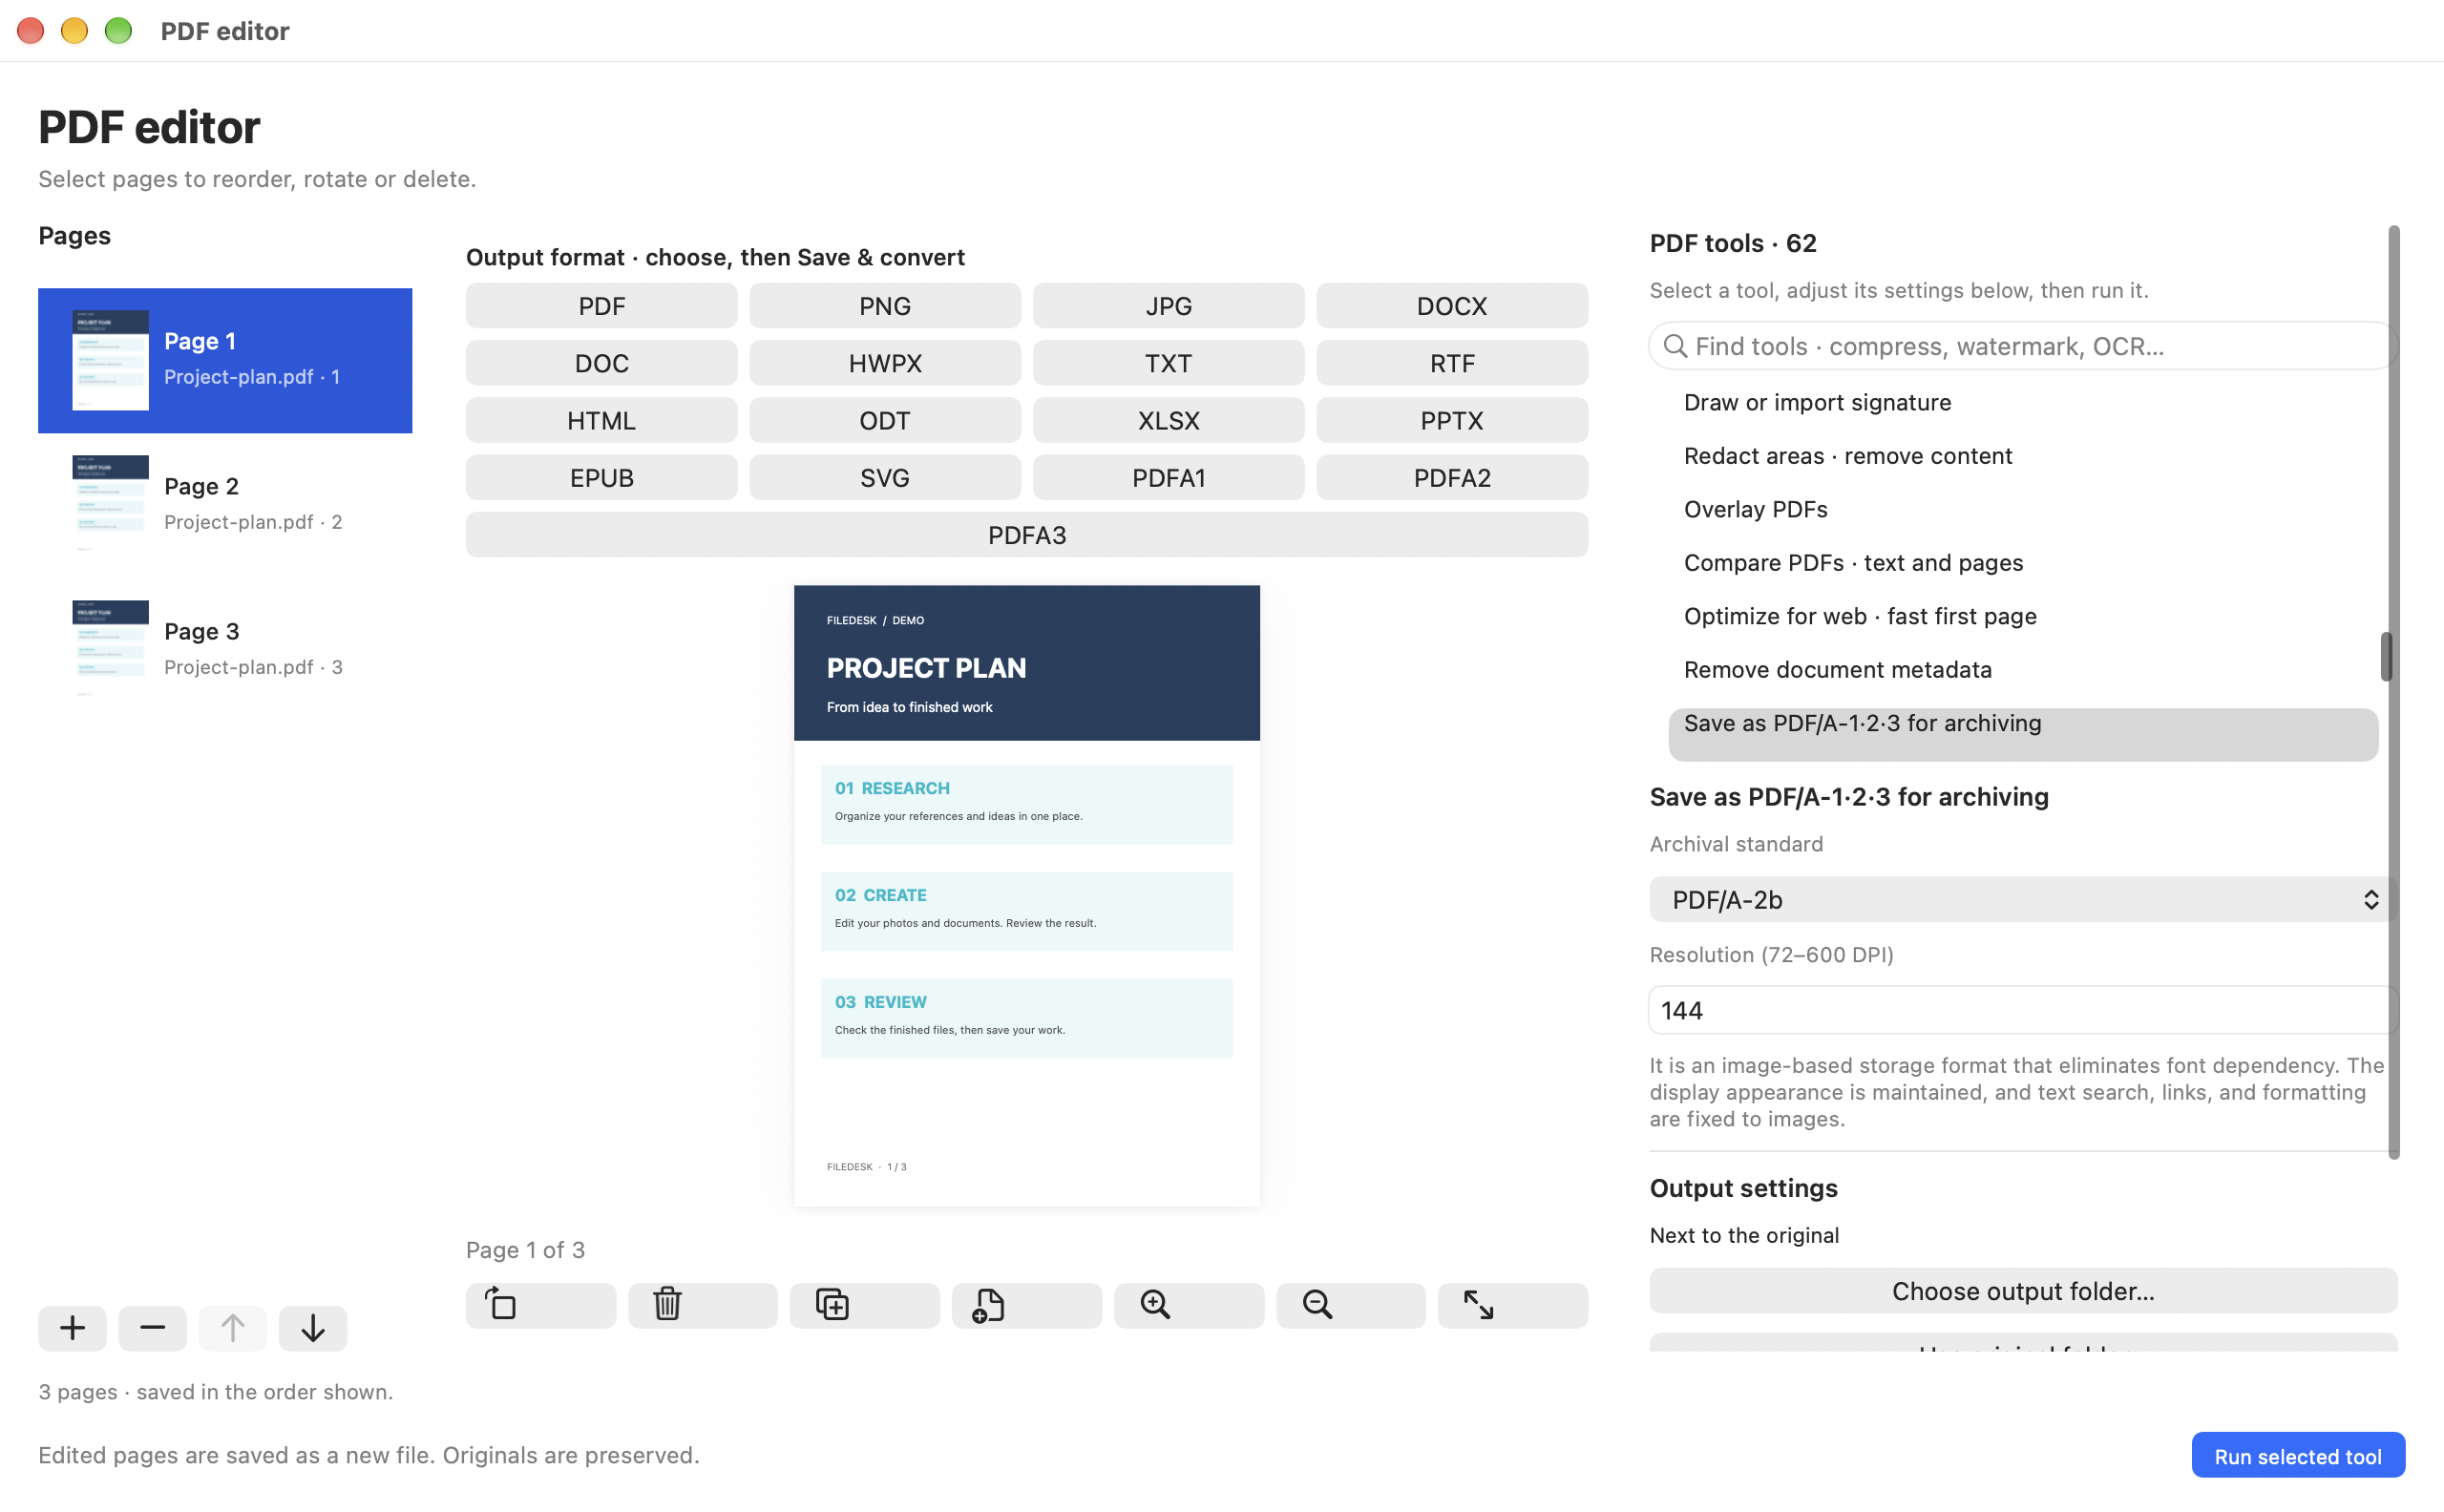 PDF editor
PDF editor
Select pages to reorder, rotate or delete.
Pages
Page 1
Project-plan.pdf · 1
Page 2
Project-plan.pdf · 2
Page 3
Project-plan.pdf · 3
3 pages · saved in the order shown.
Edited pages are saved as a new file. Originals are preserved.
Output format · choose, then Save & convert
PDF
PNG
JPG
DOCX
DOC
HWPX
TXT
RTF
HTML
ODT
XLSX
PPTX
EPUB
SVG
PDFA1
PDFA2
PDFA3
FILEDESK / DEMO
PROJECT PLAN
From idea to finished work
01 RESEARCH
Organize your references and ideas in one place.
02 CREATE
Edit your photos and documents. Review the result.
03 REVIEW
Check the finished files, then save your work.
FILEDESK · 1 / 3
Page 1 of 3
PDF tools · 62
Select a tool, adjust its settings below, then run it.
Find tools · compress, watermark, OCR...
Draw or import signature
Redact areas · remove content
Overlay PDFs
Compare PDFs · text and pages
Optimize for web · fast first page
Remove document metadata
Save as PDF/A-1·2·3 for archiving
Save as PDF/A-1·2·3 for archiving
Archival standard
PDF/A-2b
Resolution (72–600 DPI)
144
It is an image-based storage format that eliminates font dependency. The
display appearance is maintained, and text search, links, and formatting
are fixed to images.
Output settings
Next to the original
Choose output folder...
Run selected tool